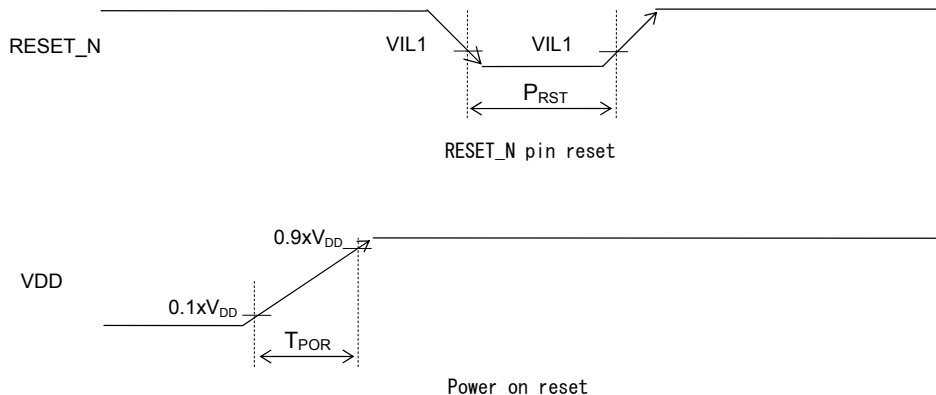 RESET_N
VIL1 VIL1
PRST
RESET_N pin reset
0.9xVDD
VDD
0.1xVDD
TPOR
Power on reset